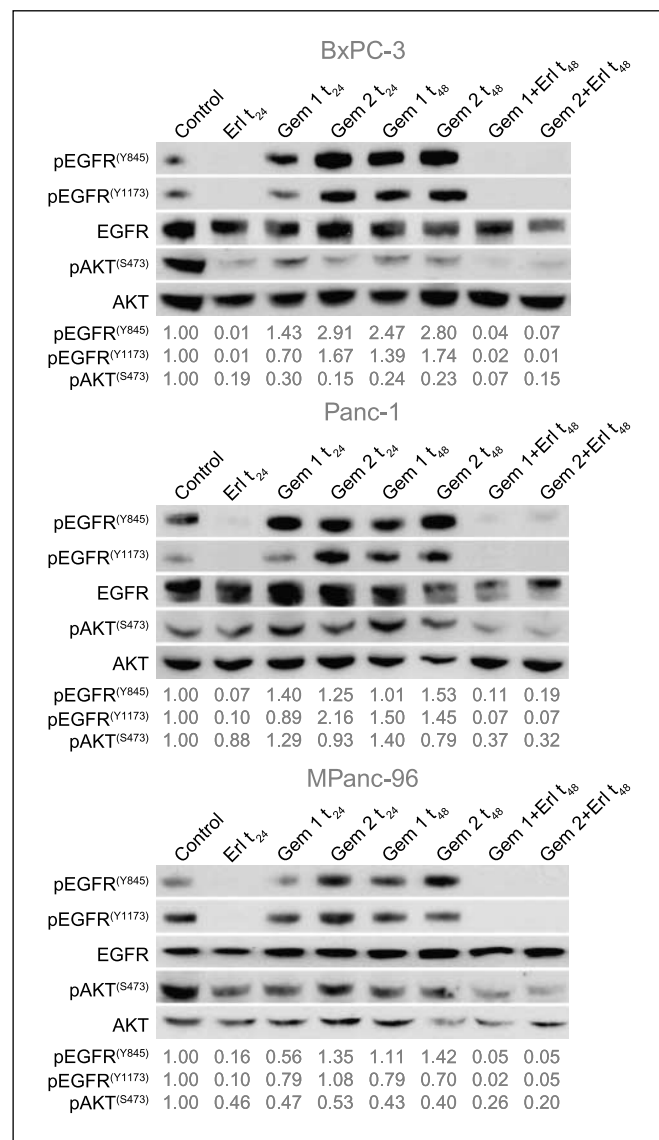 BxPC-3
Control Erl t24 Gem 1 t24 Gem 2 t24 Gem 1 t48 Gem 2 t48 Gem 1+Erl t48 Gem 2+Erl t48
pEGFR(Y845)
pEGFR(Y1173)
EGFR
pAKT(S473)
AKT
pEGFR(Y845) 1.00 0.01 1.43 2.91 2.47 2.80 0.04 0.07
pEGFR(Y1173) 1.00 0.01 0.70 1.67 1.39 1.74 0.02 0.01
pAKT(S473) 1.00 0.19 0.30 0.15 0.24 0.23 0.07 0.15
Panc-1
Control Erl t24 Gem 1 t24 Gem 2 t24 Gem 1 t48 Gem 2 t48 Gem 1+Erl t48 Gem 2+Erl t48
pEGFR(Y845)
pEGFR(Y1173)
EGFR
pAKT(S473)
AKT
pEGFR(Y845) 1.00 0.07 1.40 1.25 1.01 1.53 0.11 0.19
pEGFR(Y1173) 1.00 0.10 0.89 2.16 1.50 1.45 0.07 0.07
pAKT(S473) 1.00 0.88 1.29 0.93 1.40 0.79 0.37 0.32
MPanc-96
Control Erl t24 Gem 1 t24 Gem 2 t24 Gem 1 t48 Gem 2 t48 Gem 1+Erl t48 Gem 2+Erl t48
pEGFR(Y845)
pEGFR(Y1173)
EGFR
pAKT(S473)
AKT
pEGFR(Y845) 1.00 0.16 0.56 1.35 1.11 1.42 0.05 0.05
pEGFR(Y1173) 1.00 0.10 0.79 1.08 0.79 0.70 0.02 0.05
pAKT(S473) 1.00 0.46 0.47 0.53 0.43 0.40 0.26 0.20